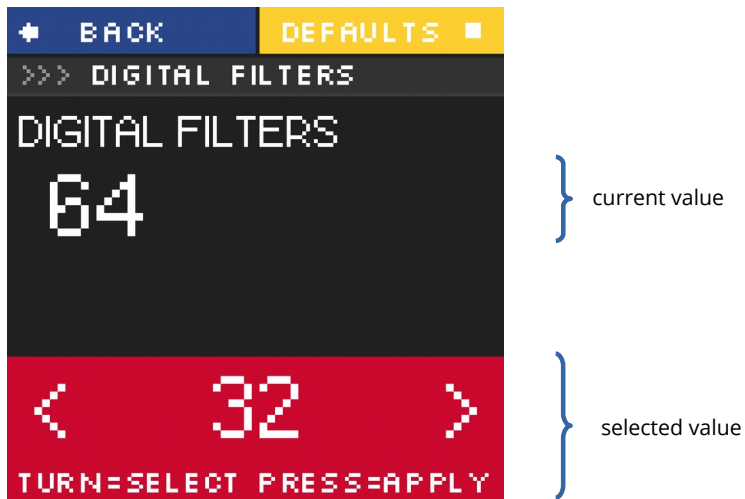 BACK DEFAULTS
>>> DIGITAL FILTERS
DIGITAL FILTERS
64
current value
< 32 >
selected value
TURN=SELECT PRESS=APPLY